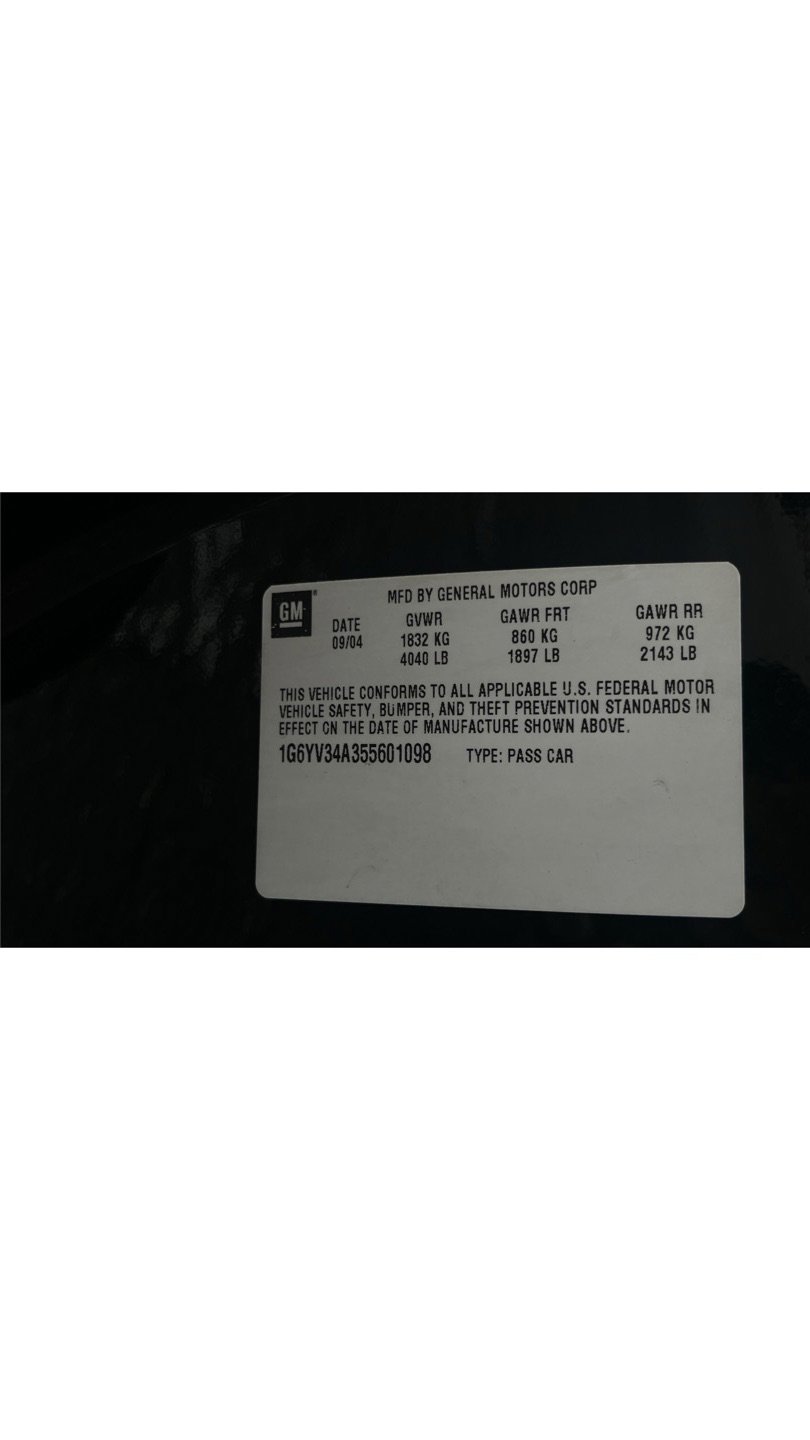 GM
MFD BY GENERAL MOTORS CORP
DATE GVWR GAWR FRT GAWR RR
09/04 1832 KG 860 KG 972 KG
4040 LB 1897 LB 2143 LB
THIS VEHICLE CONFORMS TO ALL APPLICABLE U.S. FEDERAL MOTOR
VEHICLE SAFETY, BUMPER, AND THEFT PREVENTION STANDARDS IN
EFFECT ON THE DATE OF MANUFACTURE SHOWN ABOVE.
1G6YV34A355601098 TYPE: PASS CAR